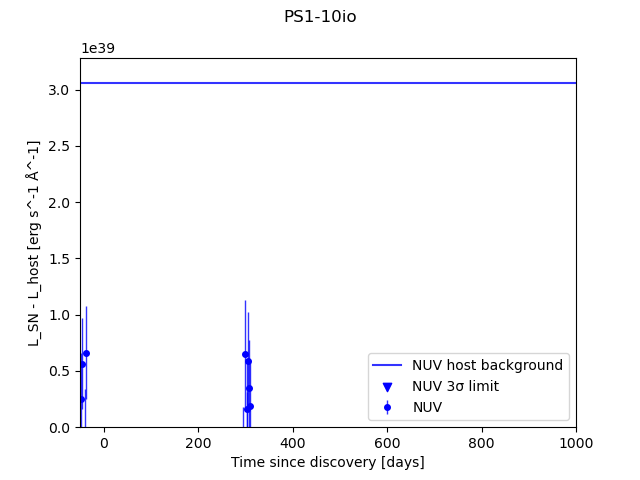 PS1-10io
1e39
3.0
2.5
2.0
1.5
1.0
0.5
0.0
L_SN - L_host [erg s^-1 Å^-1]
NUV host background
NUV 3σ limit
NUV
0 200 400 600 800 1000
Time since discovery [days]